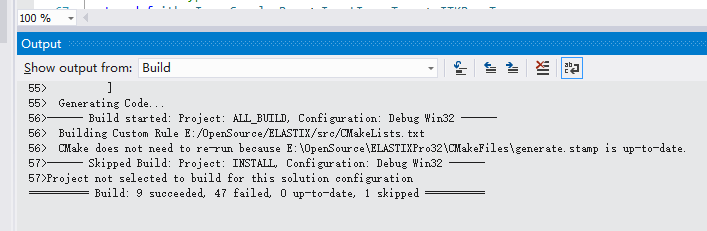 100 %
Output
Show output from: Build
55>          ]
55>  Generating Code...
56>------ Build started: Project: ALL_BUILD, Configuration: Debug Win32 ------
56>  Building Custom Rule E:/OpenSource/ELASTIX/src/CMakeLists.txt
56>  CMake does not need to re-run because E:\OpenSource\ELASTIXPro32\CMakeFiles\generate.stamp is up-to-date.
57>------ Skipped Build: Project: INSTALL, Configuration: Debug Win32 ------
57>Project not selected to build for this solution configuration
========== Build: 9 succeeded, 47 failed, 0 up-to-date, 1 skipped ==========